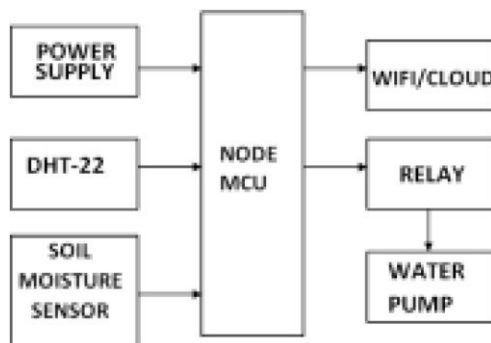 POWER
SUPPLY
DHT-22
SOIL
MOISTURE
SENSOR
NODE
MCU
WIFI/CLOUD
RELAY
WATER
PUMP